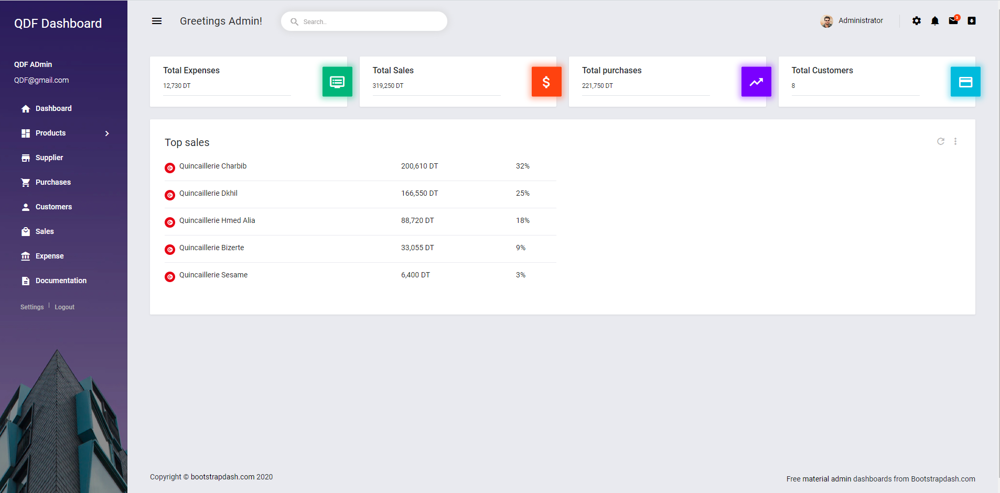 QDF Dashboard
QDF ADmin
QDF@gmail.com
Dashboard
Products
Supplier
Purchases
Customers
Sales
Expense
Documentation
Settings | Logout
Greetings Admin!
Search..
Administrator
3
Total Expenses
12,730 DT
Total Sales
319,250 DT
$
Total purchases
221,750 DT
Total Customers
8
Top sales
Quincaillerie Charbib 200,610 DT 32%
Quincaillerie Dkhil 166,550 DT 25%
Quincaillerie Hmed Alia 88,720 DT 18%
Quincaillerie Bizerte 33,055 DT 9%
Quincaillerie Sesame 6,400 DT 3%
Copyright © bootstrapdash.com 2020
Free material admin dashboards from Bootstrapdash.com